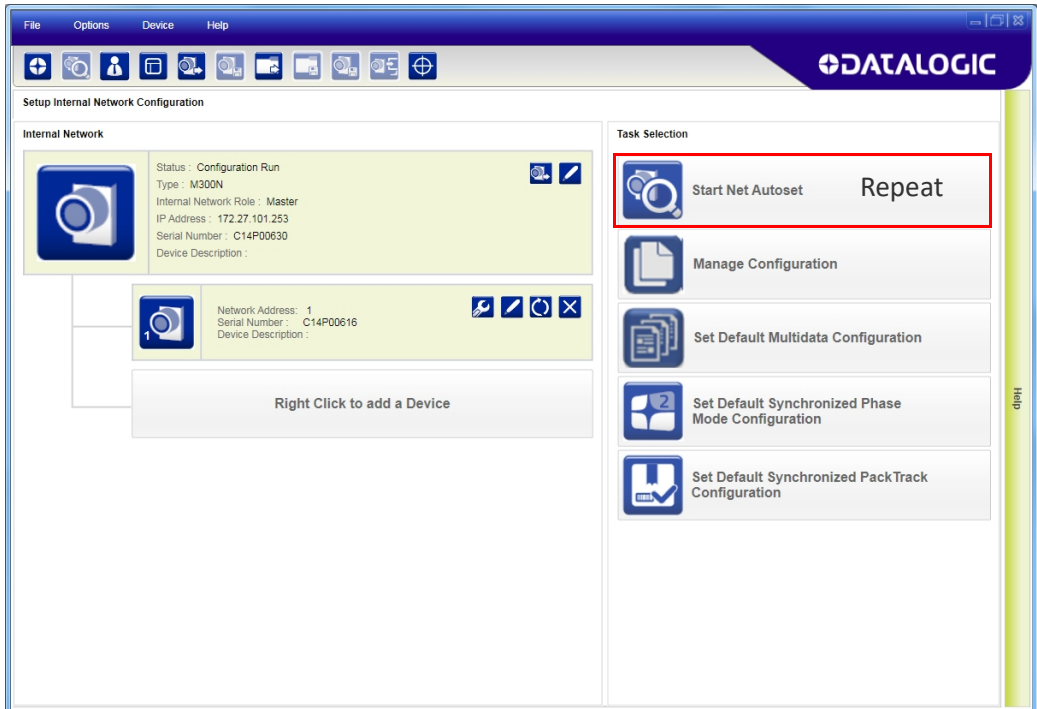 File Options Device Help
DATALOGIC
Setup Internal Network Configuration
Internal Network
Status : Configuration Run
Type : M300N
Internal Network Role : Master
IP Address : 172.27.101.253
Serial Number : C14P00630
Device Description :
1
Network Address: 1
Serial Number : C14P00616
Device Description :
Right Click to add a Device
Task Selection
Start Net Autoset Repeat
Manage Configuration
Set Default Multidata Configuration
2
Set Default Synchronized Phase
Mode Configuration
Set Default Synchronized PackTrack
Configuration
Help